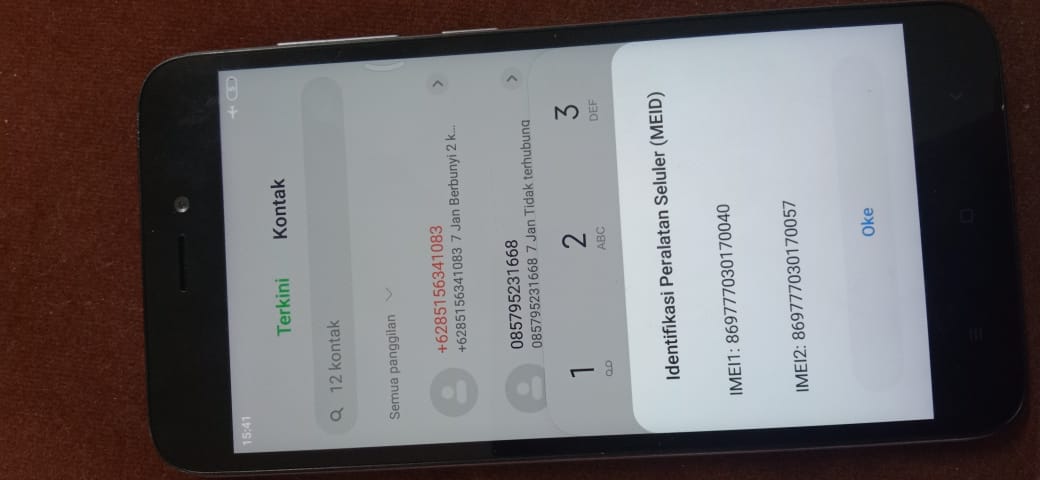 15:41
Terkini Kontak
12 kontak
Semua panggilan
+6285156341083
+6285156341083 7 Jan Berbunyi 2 k...
085795231668
085795231668 7 Jan Tidak terhubung
1 2 3
ABC DEF
Identifikasi Peralatan Seluler (MEID)
IMEI1: 869777030170040
IMEI2: 869777030170057
Oke